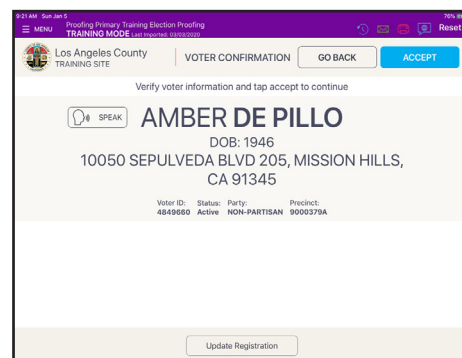 9:21 AM Sun Jan 5
76%
MENU
Proofing Primary Training Election Proofing
TRAINING MODE Last Imported: 03/03/2020
Reset
Los Angeles County
TRAINING SITE
VOTER CONFIRMATION
GO BACK
ACCEPT
Verify voter information and tap accept to continue
SPEAK
AMBER DE PILLO
DOB: 1946
10050 SEPULVEDA BLVD 205, MISSION HILLS,
CA 91345
Voter ID: Status: Party: Precinct:
4849660 Active NON-PARTISAN 9000379A
Update Registration